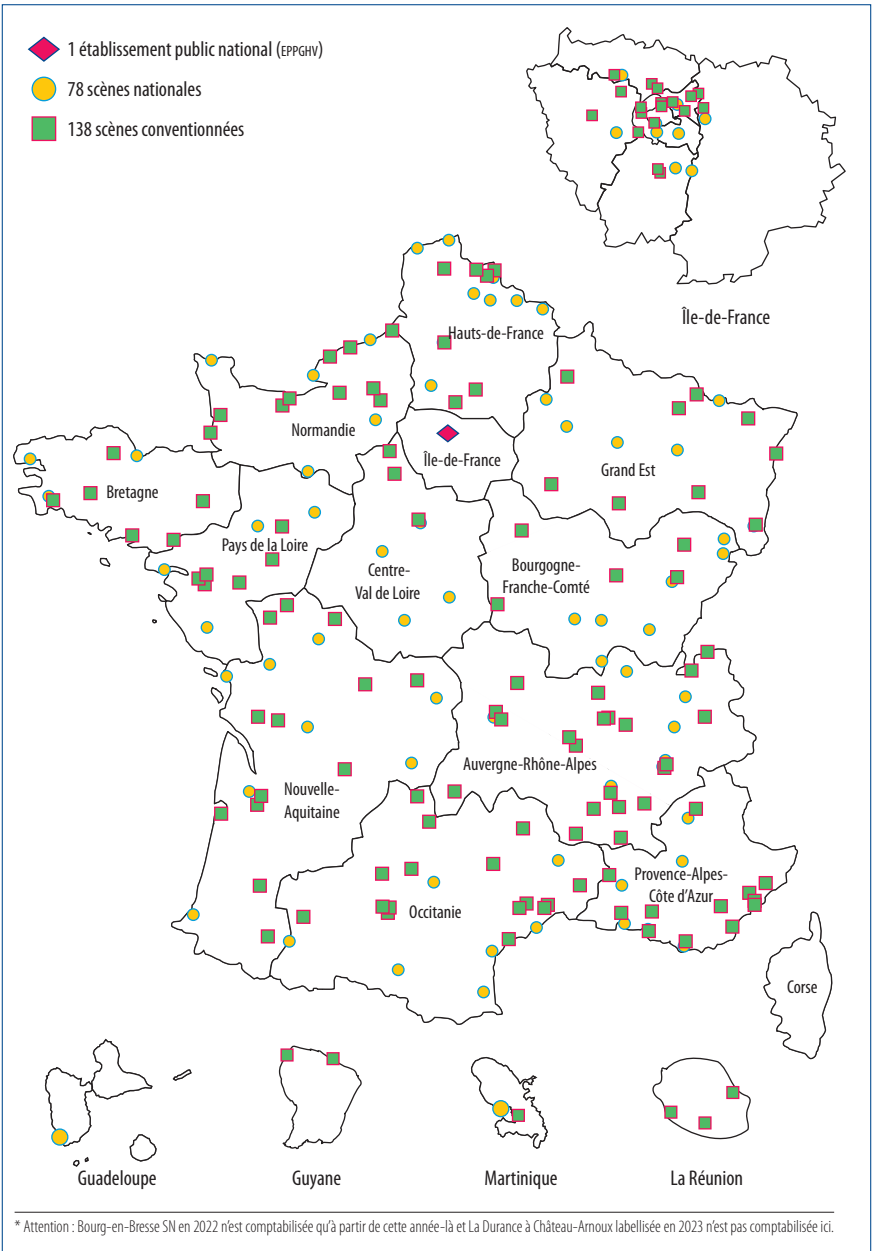 1 établissement public national (EPPGHV)
78 scènes nationales
138 scènes conventionnées
Île-de-France
Hauts-de-France
Normandie
Île-de-France
Grand Est
Bretagne
Pays de la Loire
Centre-
Val de Loire
Bourgogne-
Franche-Comté
Auvergne-Rhône-Alpes
Nouvelle-
Aquitaine
Provence-Alpes-
Côte d'Azur
Occitanie
Corse
Guadeloupe
Guyane
Martinique
La Réunion
* Attention : Bourg-en-Bresse SN en 2022 n'est comptabilisée qu'à partir de cette année-là et La Durance à Château-Arnoux labellisée en 2023 n'est pas comptabilisée ici.